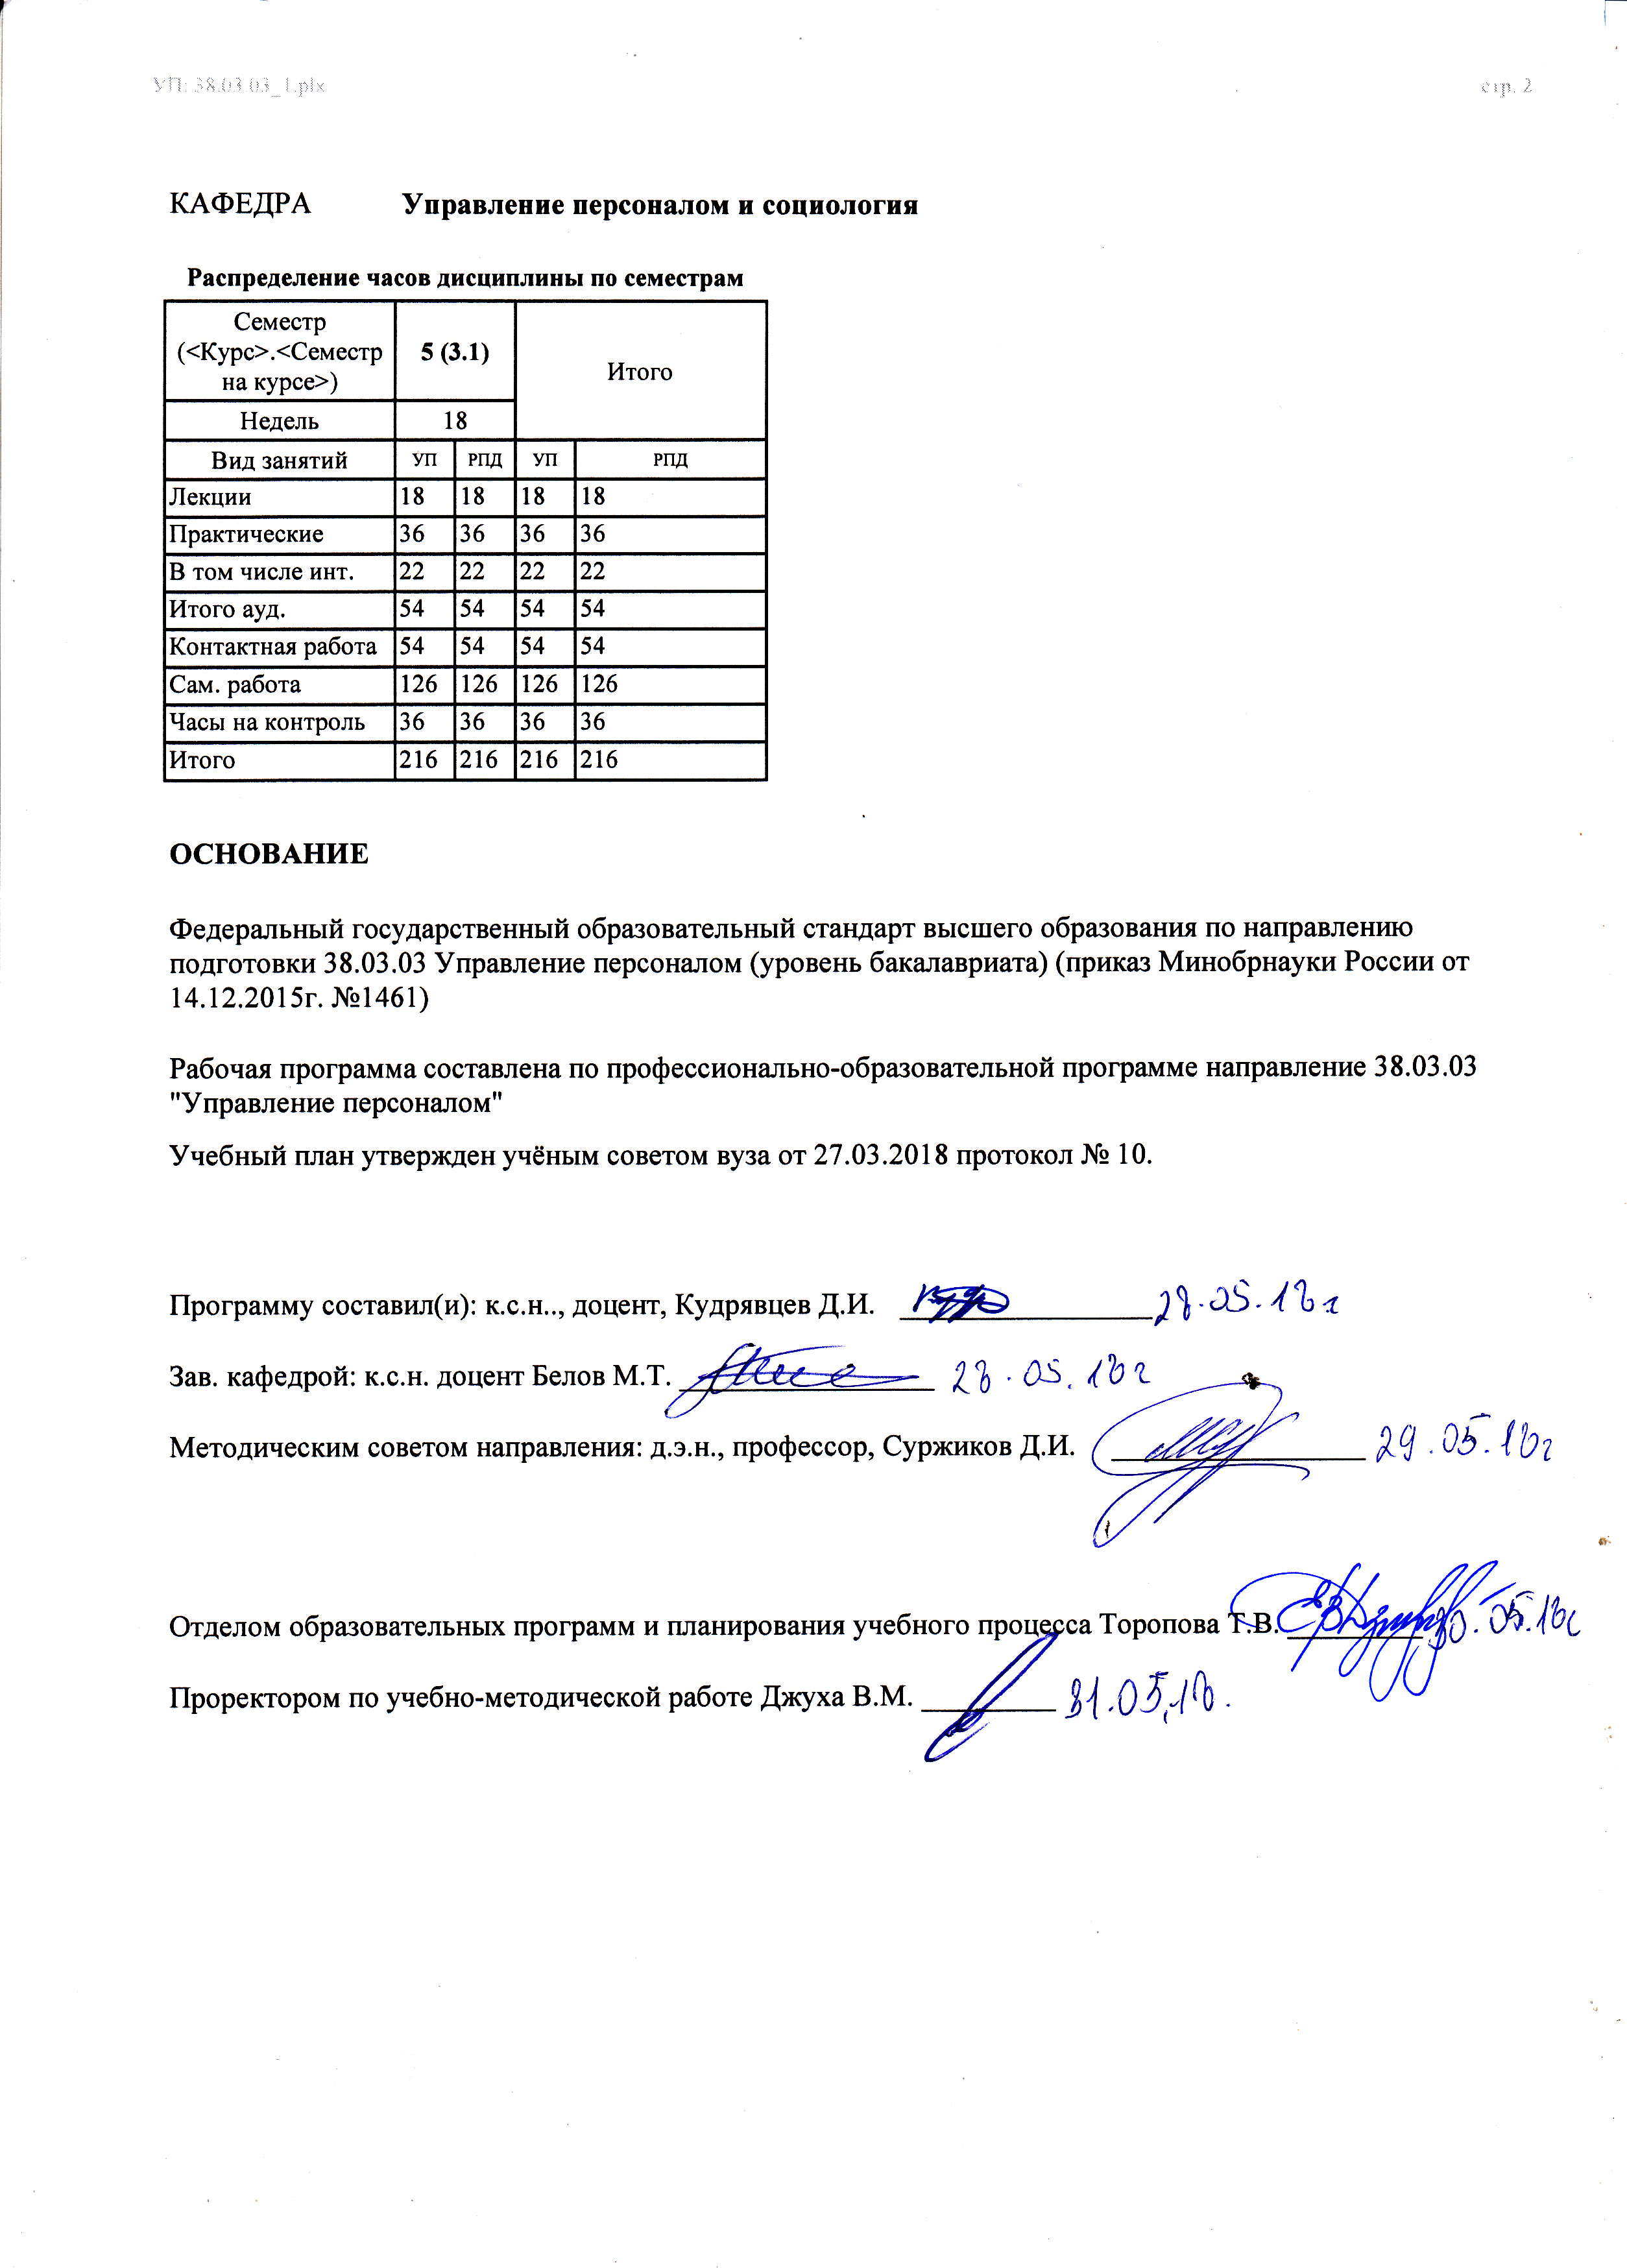 УП: 38.03.03_1.plx стр. 2
КАФЕДРА Управление персоналом и социология
Распределение часов дисциплины по семестрам
Семестр
(<Курс>.<Семестр
на курсе>) 5 (3.1) Итого
Недель 18
Вид занятий УП РПД УП РПД
Лекции 18 18 18 18
Практические 36 36 36 36
В том числе инт. 22 22 22 22
Итого ауд. 54 54 54 54
Контактная работа 54 54 54 54
Сам. работа 126 126 126 126
Часы на контроль 36 36 36 36
Итого 216 216 216 216
ОСНОВАНИЕ
Федеральный государственный образовательный стандарт высшего образования по направлению
подготовки 38.03.03 Управление персоналом (уровень бакалавриата) (приказ Минобрнауки России от
14.12.2015г. №1461)
Рабочая программа составлена по профессионально-образовательной программе направление 38.03.03
"Управление персоналом"
Учебный план утвержден учёным советом вуза от 27.03.2018 протокол № 10.
Программу составил(и): к.с.н.., доцент, Кудрявцев Д.И. 28.05.18г
Зав. кафедрой: к.с.н. доцент Белов М.Т. 28.05.18г
Методическим советом направления: д.э.н., профессор, Суржиков Д.И. 29.05.18г
Отделом образовательных программ и планирования учебного процесса Торопова Т.В. 30.05.18г
Проректором по учебно-методической работе Джуха В.М. 31.05.18.